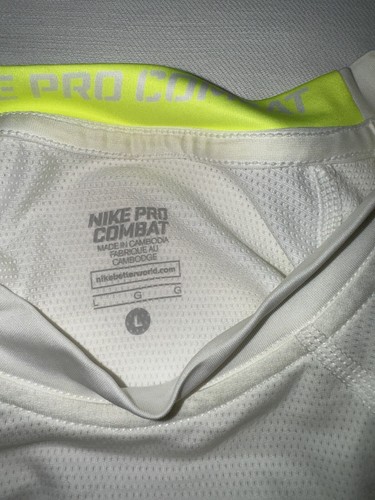 E PRO COMBAT
NIKE PRO
COMBAT
MADE IN CAMBODIA
FABRIQUE AU
CAMBODGE
nikebetterworld.com
L G G
L